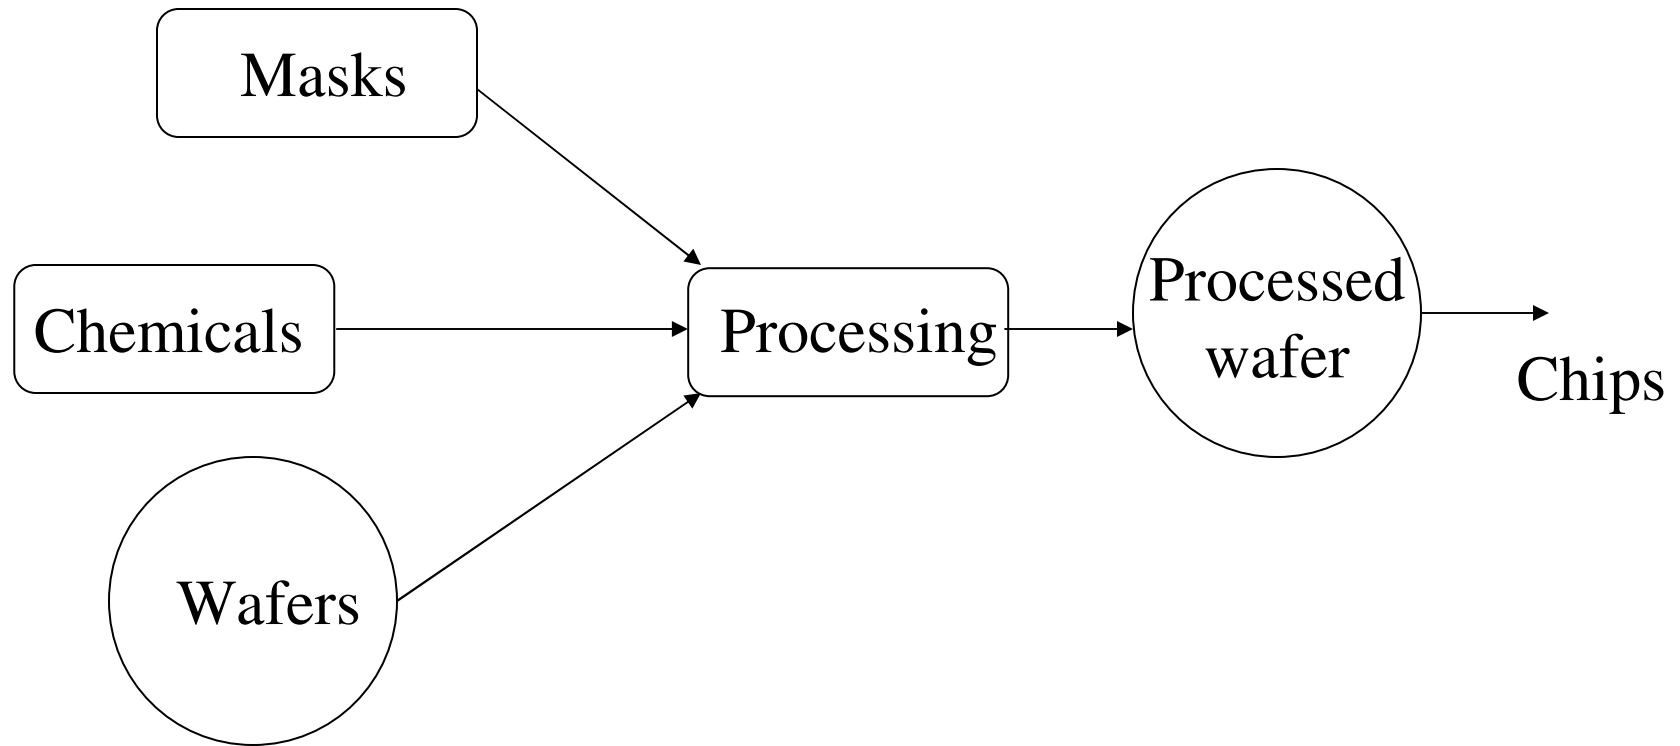 Masks
Chemicals
Wafers
Processing
Processed
wafer
Chips